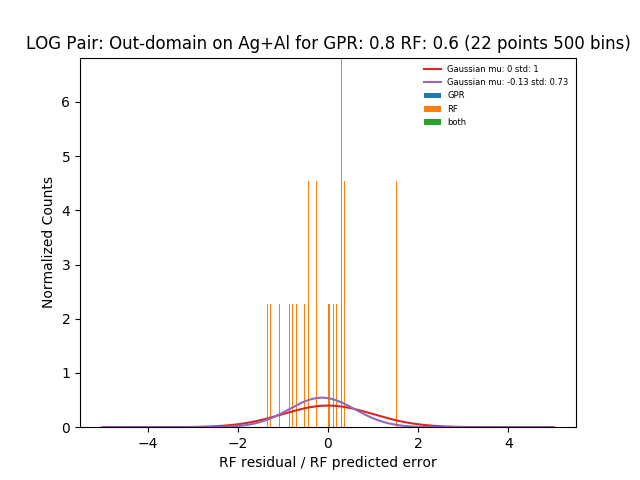 LOG Pair: Out-domain on Ag+Al for GPR: 0.8 RF: 0.6 (22 points 500 bins)
Gaussian mu: 0 std: 1
Gaussian mu: -0.13 std: 0.73
GPR
RF
both
Normalized Counts
6
5
4
3
2
1
0
−4
−2
0
2
4
RF residual / RF predicted error